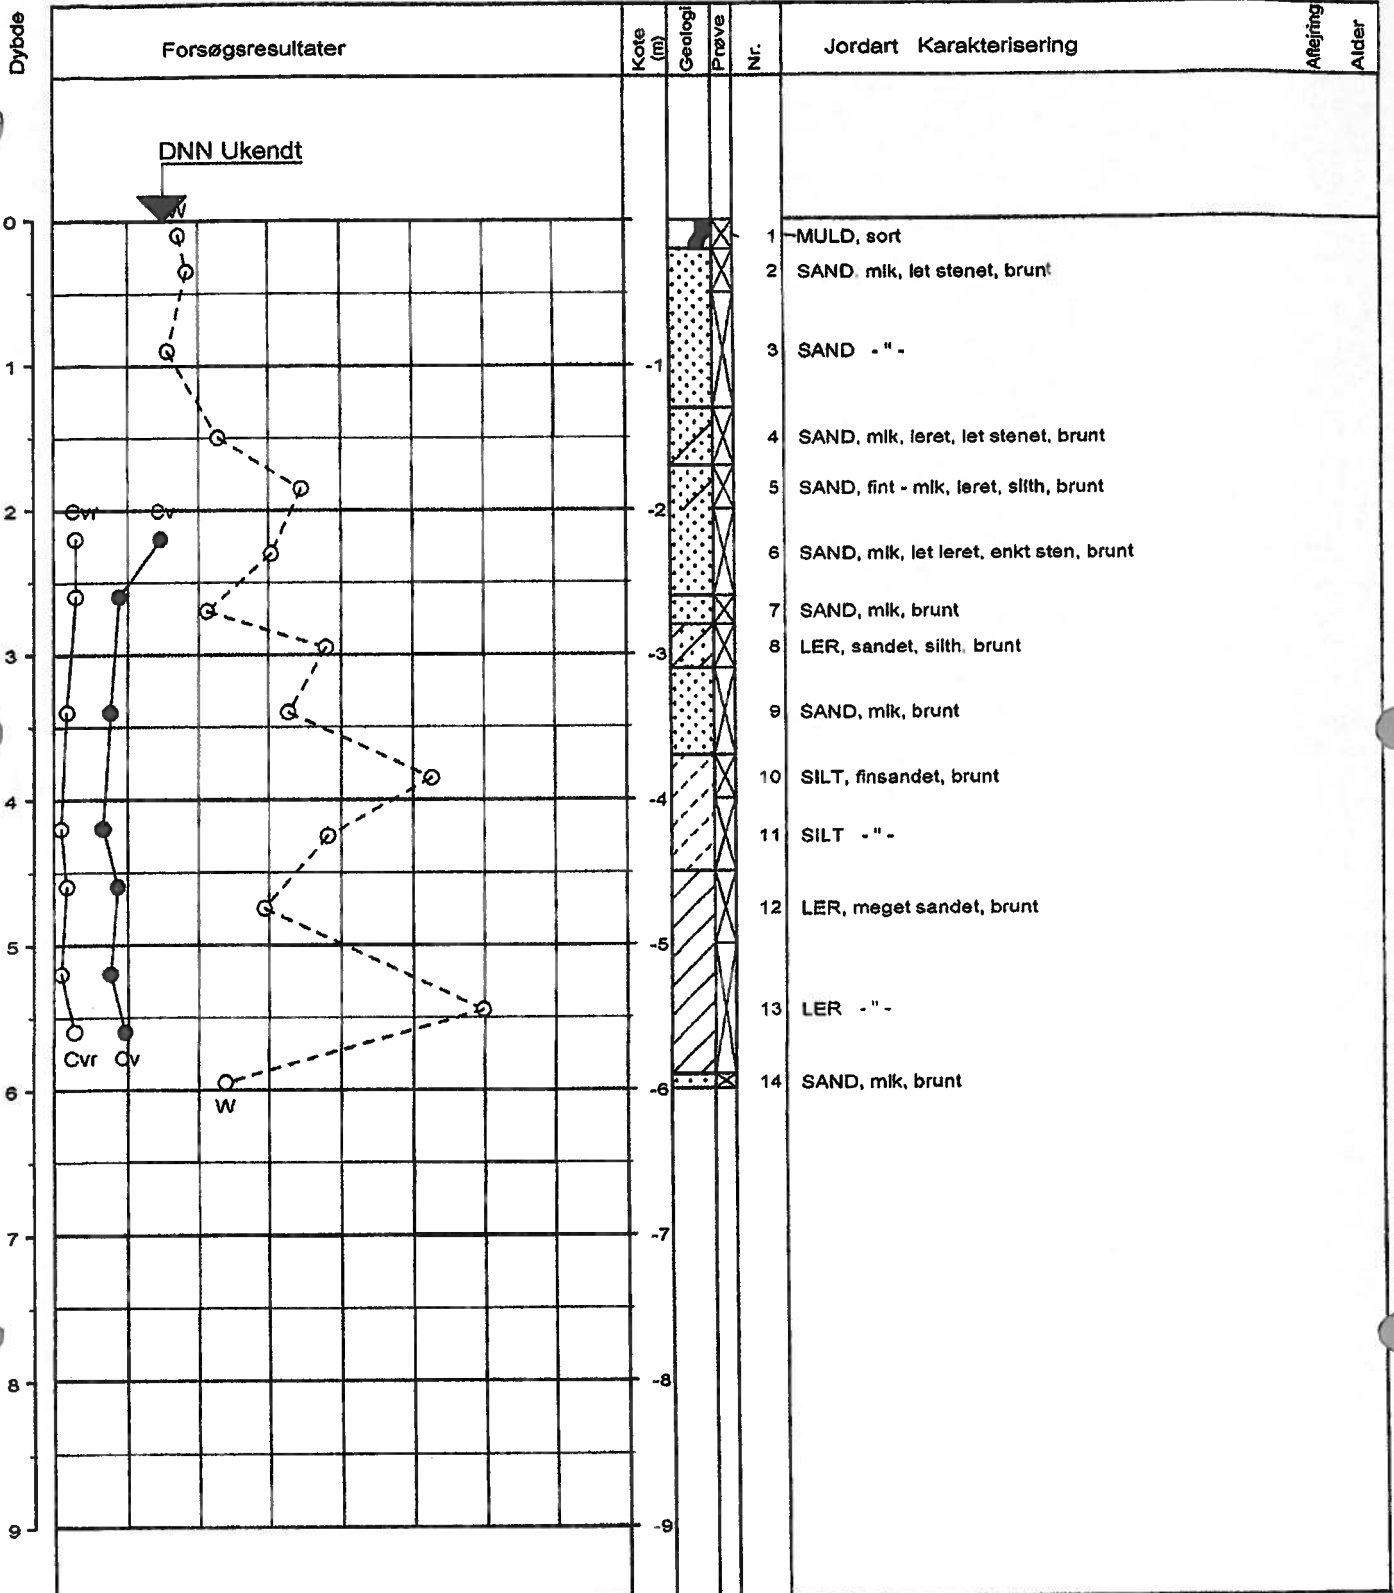 Dybde Forsøgsresultater Kote (m) Geologi Prøve Nr. Jordart Karakterisering Aflejring Alder
DNN Ukendt
W
0
1 MULD, sort
2 SAND, mlk, let stenet, brunt
3 SAND - " -
1 -1
4 SAND, mlk, leret, let stenet, brunt
5 SAND, fint - mlk, leret, slith, brunt
2 Cvr Cv -2
6 SAND, mlk, let leret, enkt sten, brunt
7 SAND, mlk, brunt
8 LER, sandet, silth, brunt
3 -3
9 SAND, mlk, brunt
10 SILT, finsandet, brunt
4 -4
11 SILT - " -
12 LER, meget sandet, brunt
5 -5
13 LER - " -
Cvr Cv
14 SAND, mlk, brunt
6 -6
W
7 -7
8 -8
9 -9